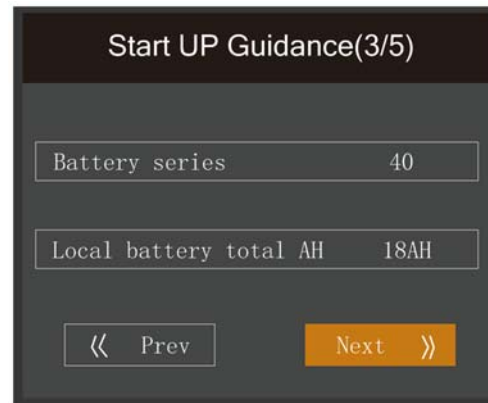 Start UP Guidance(3/5)
Battery series 40
Local battery total AH 18AH
《 Prev Next 》